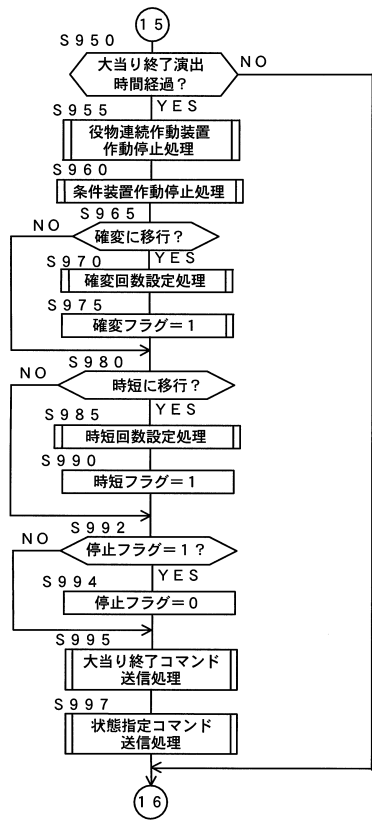 １５
Ｓ９５０
大当り終了演出
時間経過？
ＮＯ
ＹＥＳ
Ｓ９５５
役物連続作動装置
作動停止処理
Ｓ９６０
条件装置作動停止処理
Ｓ９６５
ＮＯ
確変に移行？
ＹＥＳ
Ｓ９７０
確変回数設定処理
Ｓ９７５
確変フラグ＝１
Ｓ９８０
ＮＯ
時短に移行？
ＹＥＳ
Ｓ９８５
時短回数設定処理
Ｓ９９０
時短フラグ＝１
Ｓ９９２
ＮＯ
停止フラグ＝１？
ＹＥＳ
Ｓ９９４
停止フラグ＝０
Ｓ９９５
大当り終了コマンド
送信処理
Ｓ９９７
状態指定コマンド
送信処理
１６